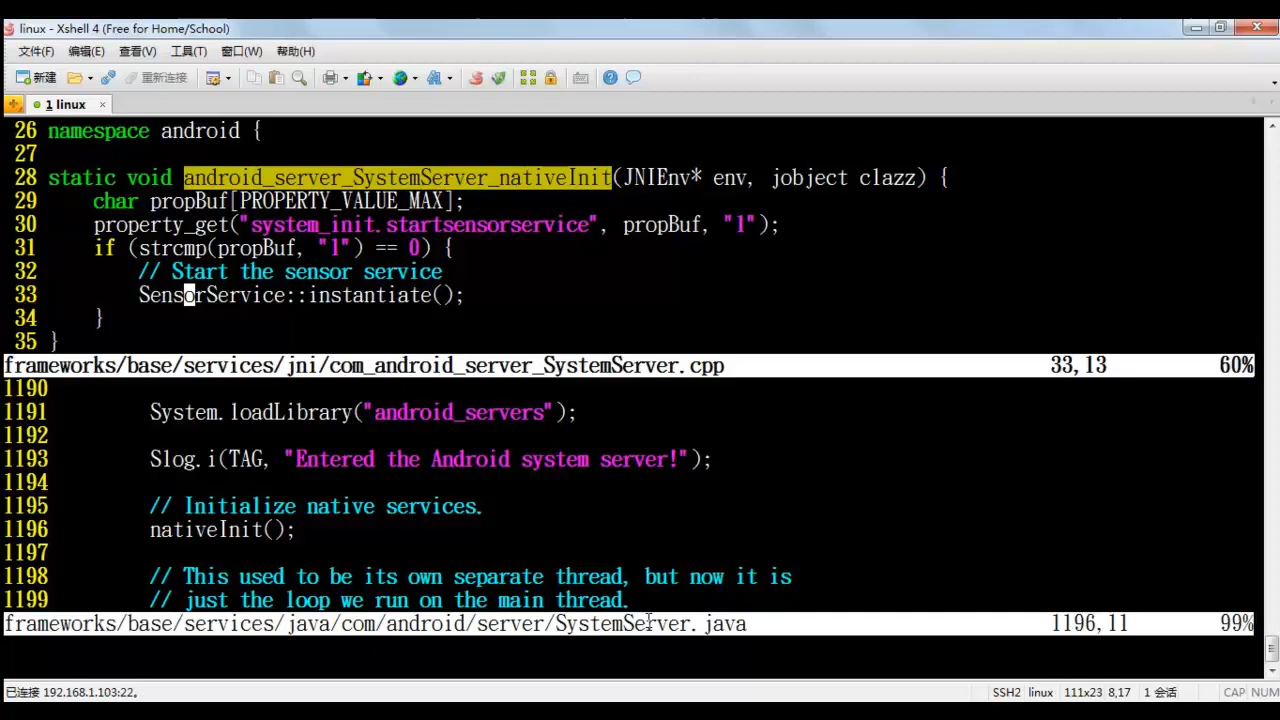 linux - Xshell 4 (Free for Home/School)
文件(F) 编辑(E) 查看(V) 工具(T) 窗口(W) 帮助(H)
新建 重新连接
1 linux
26 namespace android {
27
28 static void android_server_SystemServer_nativeInit(JNIEnv* env, jobject clazz) {
29     char propBuf[PROPERTY_VALUE_MAX];
30     property_get("system_init.startsensorservice", propBuf, "1");
31     if (strcmp(propBuf, "1") == 0) {
32         // Start the sensor service
33         SensorService::instantiate();
34     }
35 }
frameworks/base/services/jni/com_android_server_SystemServer.cpp 33,13 60%
1190
1191         System.loadLibrary("android_servers");
1192
1193         Slog.i(TAG, "Entered the Android system server!");
1194
1195         // Initialize native services.
1196         nativeInit();
1197
1198         // This used to be its own separate thread, but now it is
1199         // just the loop we run on the main thread.
frameworks/base/services/java/com/android/server/SystemServer.java 1196,11 99%
已连接 192.168.1.103:22。 SSH2 linux 111x23 8,17 1 会话 CAP NUM